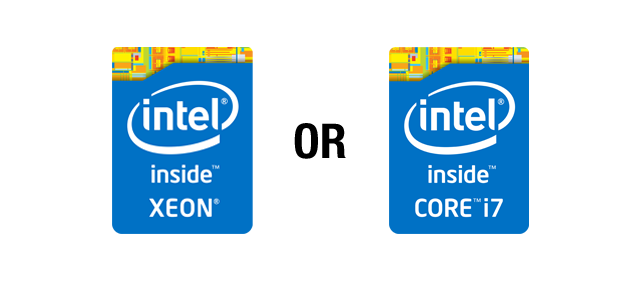 intel®
inside™
XEON®
OR
intel®
inside™
CORE™ i7